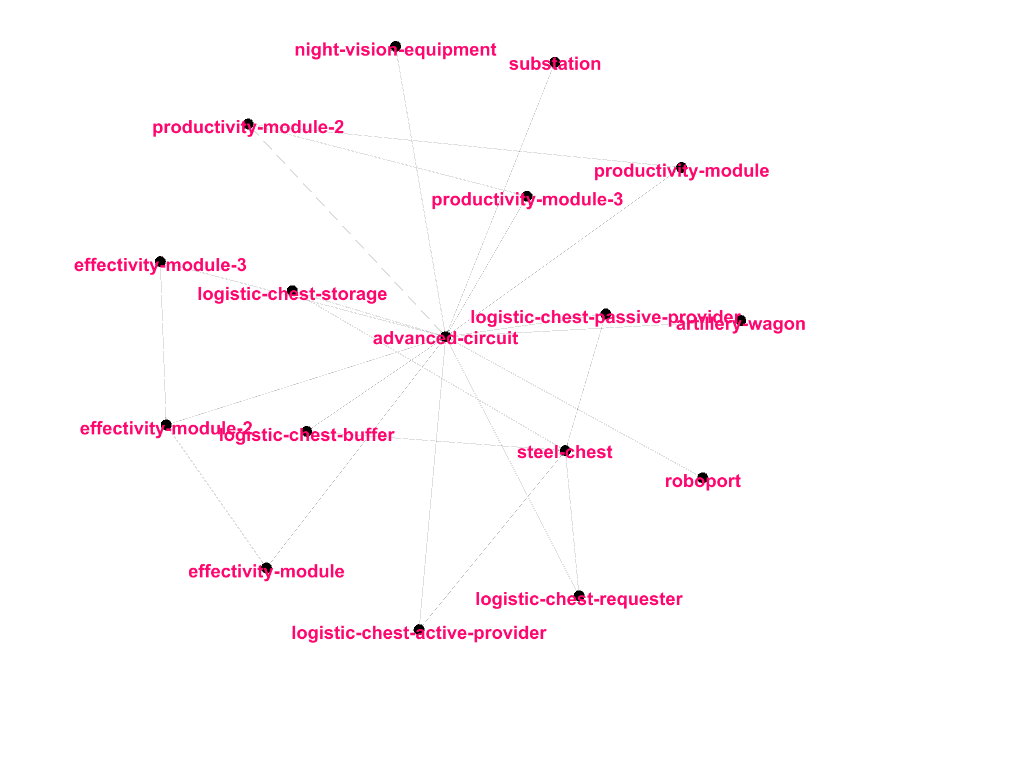 night-vision-equipment
substation
productivity-module-2
productivity-module
productivity-module-3
effectivity-module-3
logistic-chest-storage
logistic-chest-passive-provider
artillery-wagon
advanced-circuit
effectivity-module-2
logistic-chest-buffer
steel-chest
roboport
effectivity-module
logistic-chest-requester
logistic-chest-active-provider